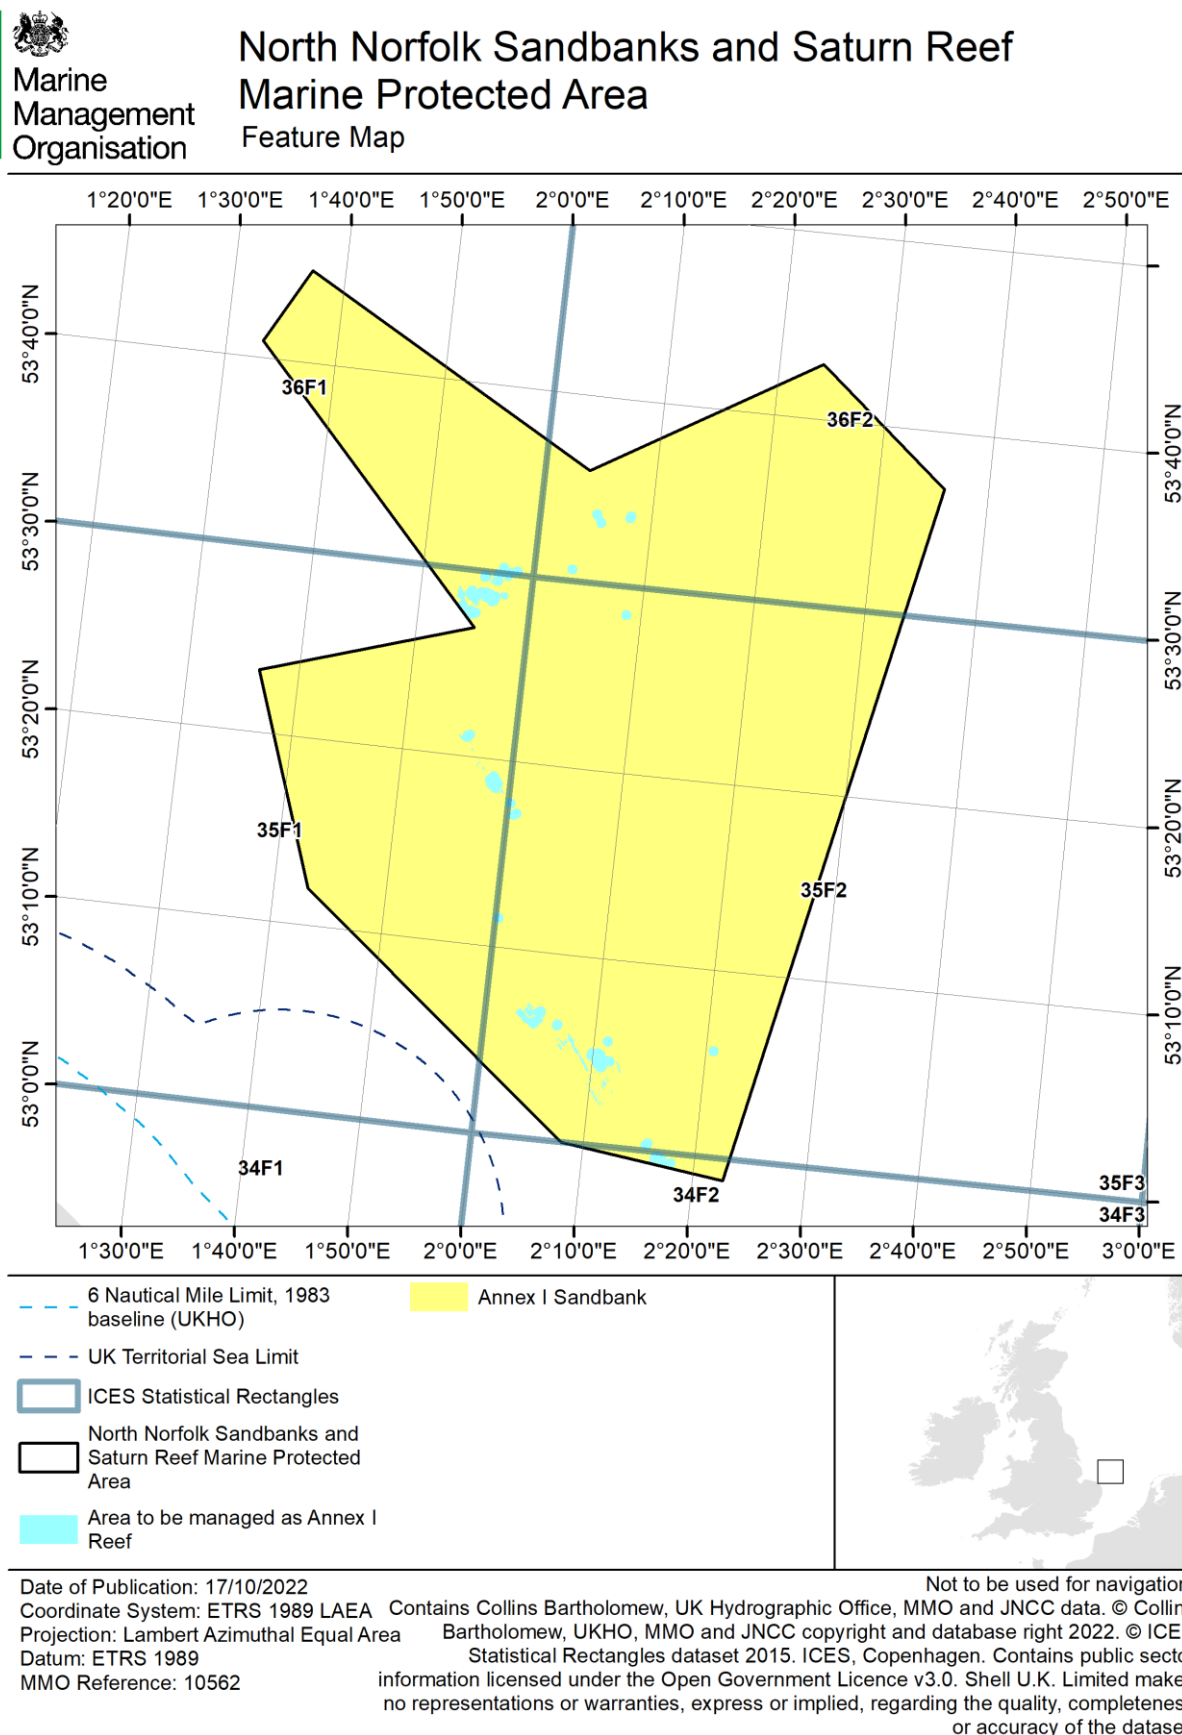 Marine
Management
Organisation
North Norfolk Sandbanks and Saturn Reef
Marine Protected Area
Feature Map
1°20'0"E 1°30'0"E 1°40'0"E 1°50'0"E 2°0'0"E 2°10'0"E 2°20'0"E 2°30'0"E 2°40'0"E 2°50'0"E
53°40'0"N
53°30'0"N
53°20'0"N
53°10'0"N
53°0'0"N
53°40'0"N
53°30'0"N
53°20'0"N
53°10'0"N
36F1
36F2
35F1
35F2
34F1
34F2
35F3
34F3
1°30'0"E 1°40'0"E 1°50'0"E 2°0'0"E 2°10'0"E 2°20'0"E 2°30'0"E 2°40'0"E 2°50'0"E 3°0'0"E
6 Nautical Mile Limit, 1983
baseline (UKHO)
UK Territorial Sea Limit
ICES Statistical Rectangles
North Norfolk Sandbanks and
Saturn Reef Marine Protected
Area
Area to be managed as Annex I
Reef
Annex I Sandbank
Date of Publication: 17/10/2022
Coordinate System: ETRS 1989 LAEA
Projection: Lambert Azimuthal Equal Area
Datum: ETRS 1989
MMO Reference: 10562
Not to be used for navigation
Contains Collins Bartholomew, UK Hydrographic Office, MMO and JNCC data. © Collin
Bartholomew, UKHO, MMO and JNCC copyright and database right 2022. © ICE
Statistical Rectangles dataset 2015. ICES, Copenhagen. Contains public secto
information licensed under the Open Government Licence v3.0. Shell U.K. Limited make
no representations or warranties, express or implied, regarding the quality, completenes
or accuracy of the datase